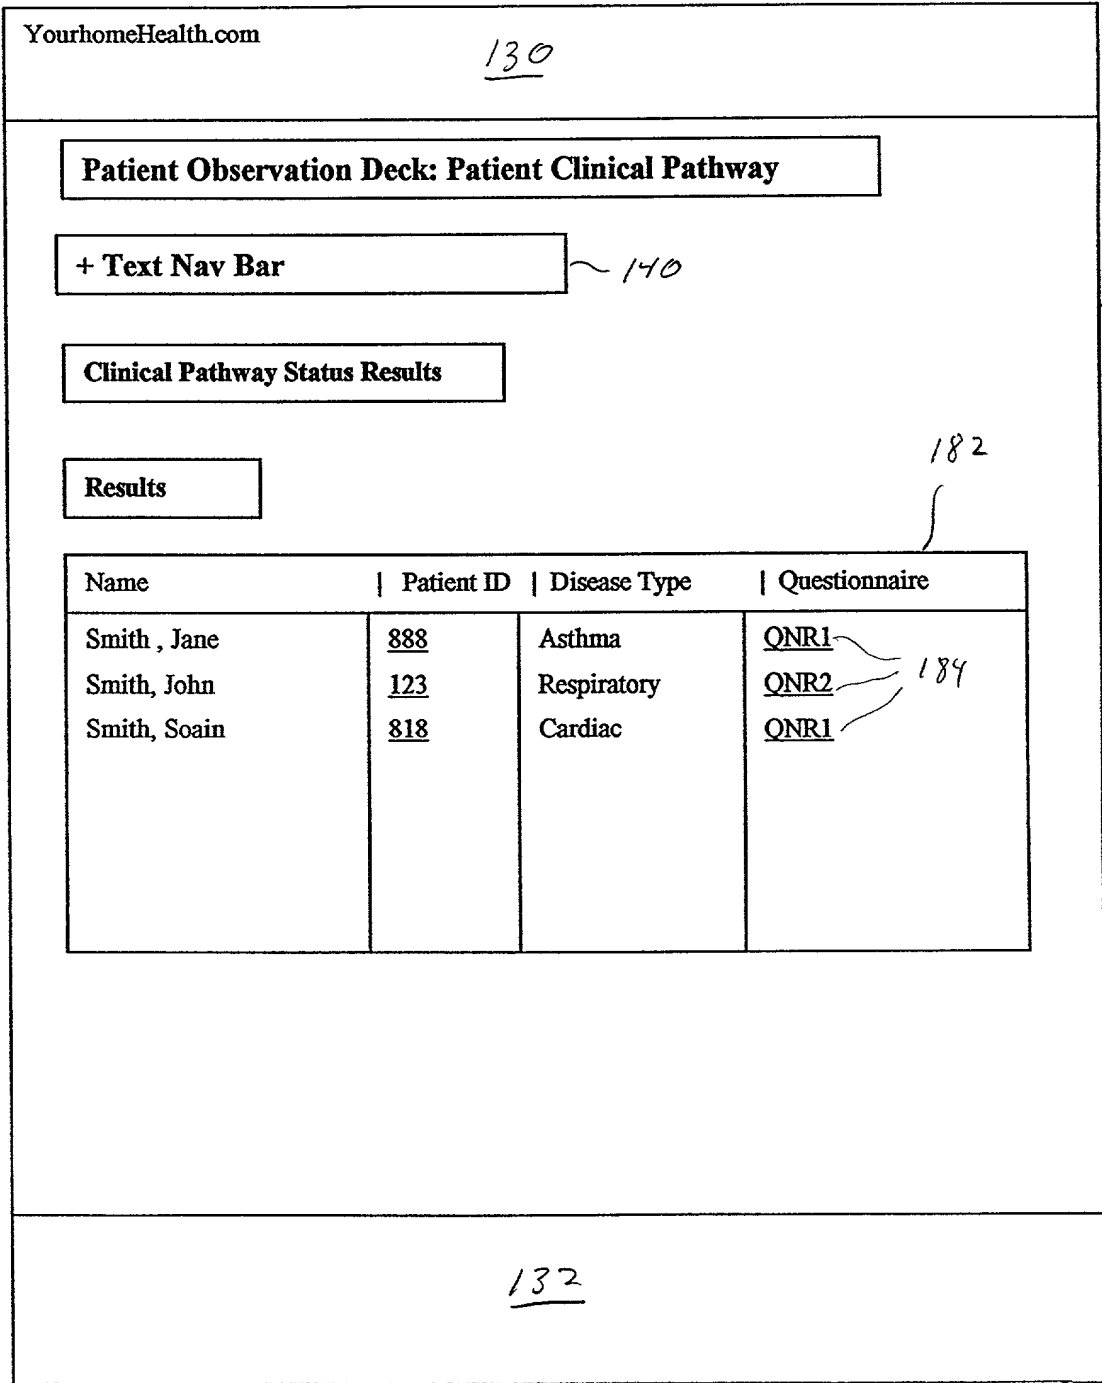 YourhomeHealth.com
130
Patient Observation Deck: Patient Clinical Pathway
+ Text Nav Bar
140
Clinical Pathway Status Results
182
Results
Name | Patient ID | Disease Type | Questionnaire
Smith , Jane 888 Asthma QNR1
184
Smith, John 123 Respiratory QNR2
Smith, Soain 818 Cardiac QNR1
132